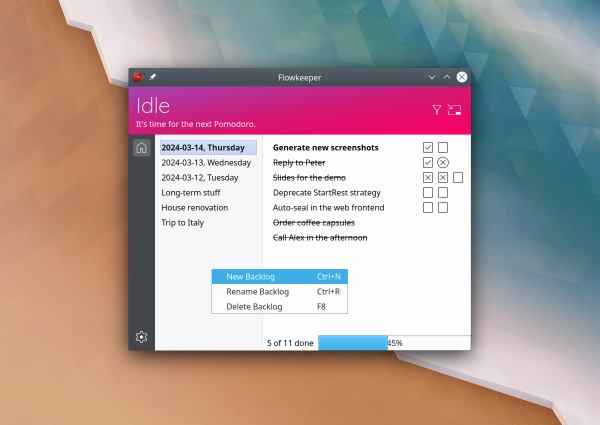 Flowkeeper
Idle
It's time for the next Pomodoro.
2024-03-14, Thursday
2024-03-13, Wednesday
2024-03-12, Tuesday
Long-term stuff
House renovation
Trip to Italy
Generate new screenshots
Reply to Peter
Slides for the demo
Deprecate StartRest strategy
Auto-seal in the web frontend
Order coffee capsules
Call Alex in the afternoon
New Backlog Ctrl+N
Rename Backlog Ctrl+R
Delete Backlog F8
5 of 11 done 45%